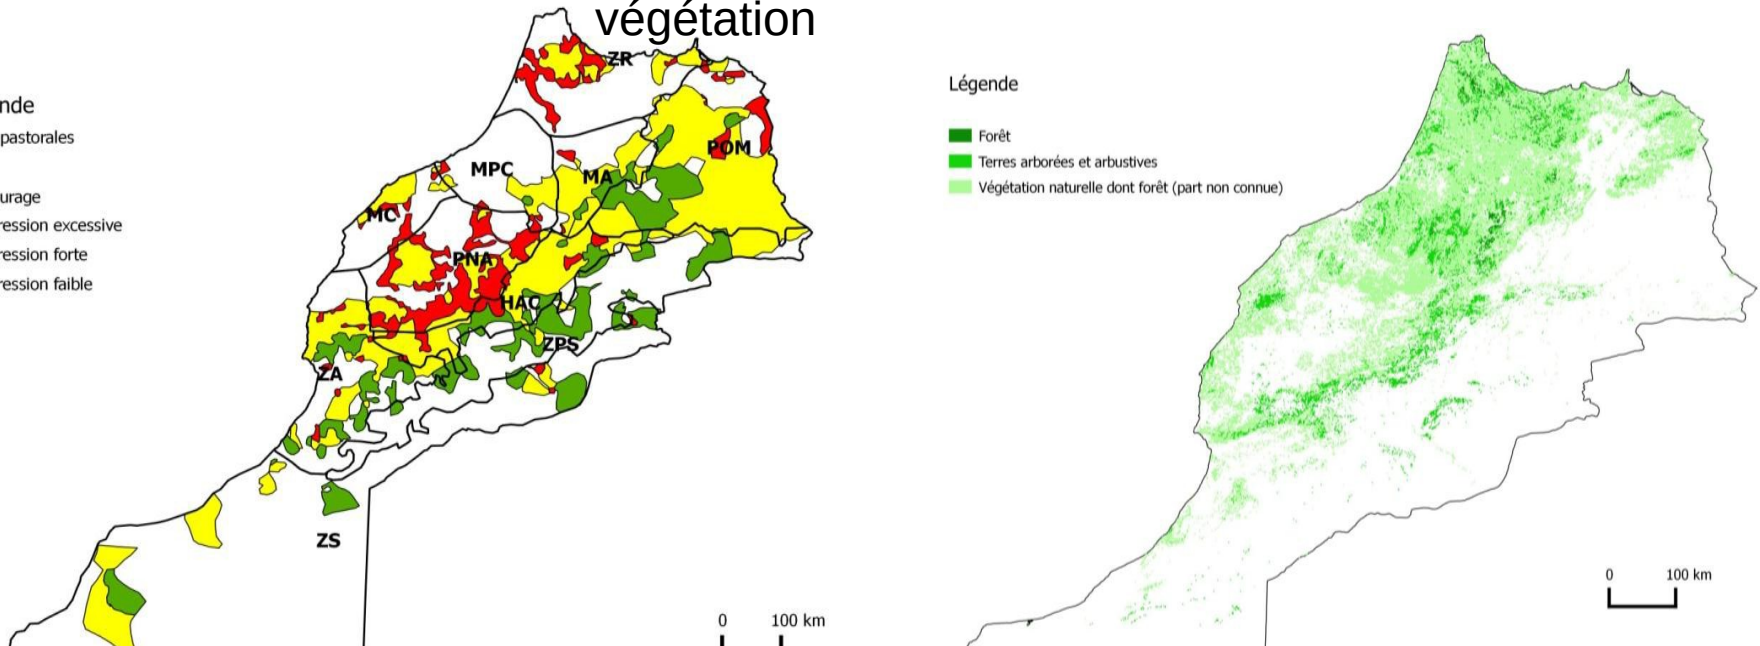 végétation
nde
pastorales
urage
ression excessive
ression forte
ression faible
ZR
POM
MPC
MA
MC
PNA
HAC
ZPS
ZA
ZS
0 100 km
Légende
Forêt
Terres arborées et arbustives
Végétation naturelle dont forêt (part non connue)
0 100 km